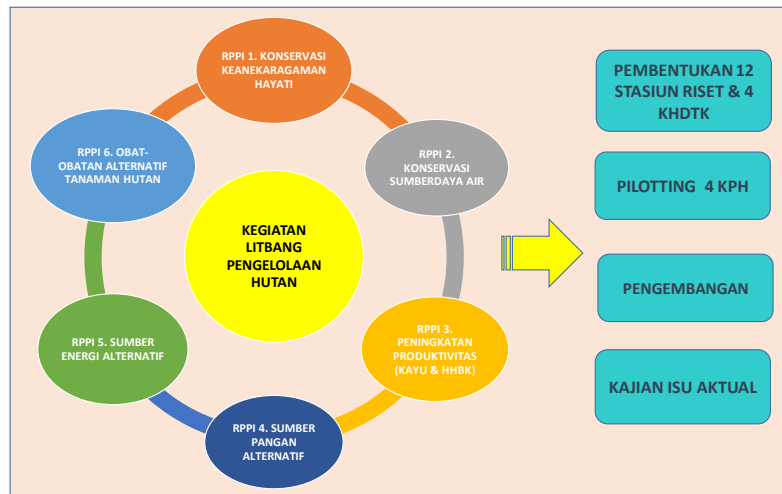 RPPI 1. KONSERVASI
KEANEKARAGAMAN
HAYATI
RPPI 2.
KONSERVASI
SUMBERDAYA AIR
RPPI 3.
PENINGKATAN
PRODUKTIVITAS
(KAYU & HHBK)
RPPI 4. SUMBER
PANGAN
ALTERNATIF
RPPI 5. SUMBER
ENERGI ALTERNATIF
RPPI 6. OBAT-
OBATAN ALTERNATIF
TANAMAN HUTAN
KEGIATAN
LITBANG
PENGELOLAAN
HUTAN
PEMBENTUKAN 12
STASIUN RISET & 4
KHDTK
PILOTTING 4 KPH
PENGEMBANGAN
KAJIAN ISU AKTUAL